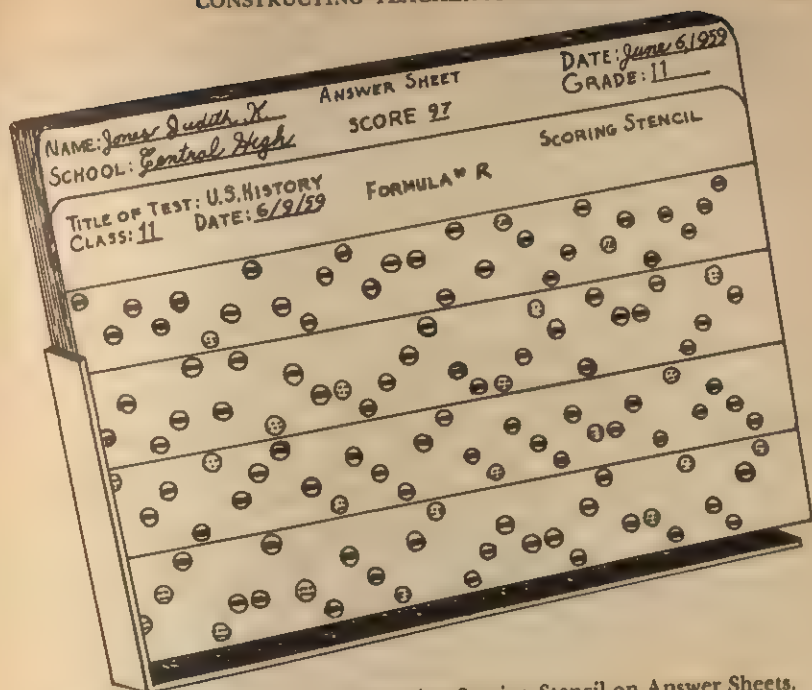 CONSTRUCTING
ANSWER SHEET
DATE: June 6, 1959
NAME: Jones Judith K.
SCORE 97
GRADE: 11
SCHOOL: Central High
SCORING STENCIL
TITLE OF TEST: U.S. HISTORY
FORMULA = R
CLASS: 11 DATE: 6/9/59
Scoring Stencil on Answer Sheets.